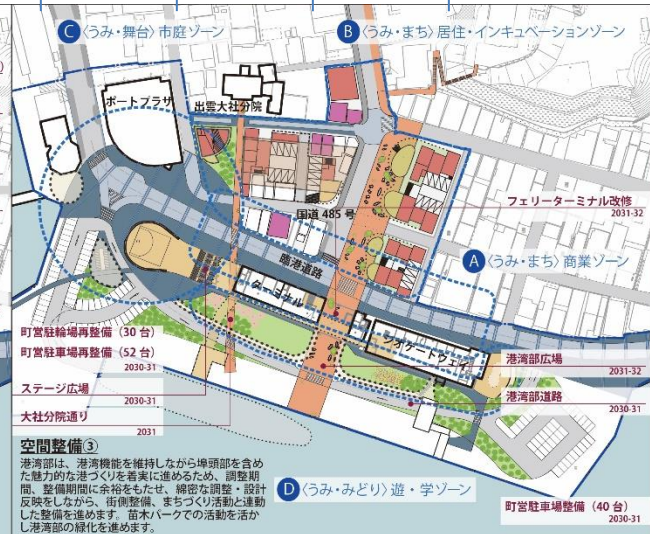 C 〈うみ・舞台〉市庭ゾーン
B 〈うみ・まち〉居住・インキュベーションゾーン
ポートプラザ
出雲大社分院
国道485号
フェリーターミナル改修
2031-32
A 〈うみ・まち〉商業ゾーン
臨港道路
ターミナル
ジオゲートウェイ
町営駐輪場再整備（30台）
町営駐車場再整備（52台）
2030-31
ステージ広場
2030-31
大社分院通り
2031
港湾部広場
2031-32
港湾部道路
2030-31
空間整備③
港湾部は、港湾機能を維持しながら埠頭部を含め
た魅力的な港づくりを着実に進めるため、調整期
間、整備期間に余裕をもたせ、綿密な調整・設計
反映をしながら、街側整備、まちづくり活動と連動
した整備を進めます。苗木パークでの活動を活か
し港湾部の緑化を進めます。
D 〈うみ・みどり〉遊・学ゾーン
町営駐車場整備（40台）
2030-31